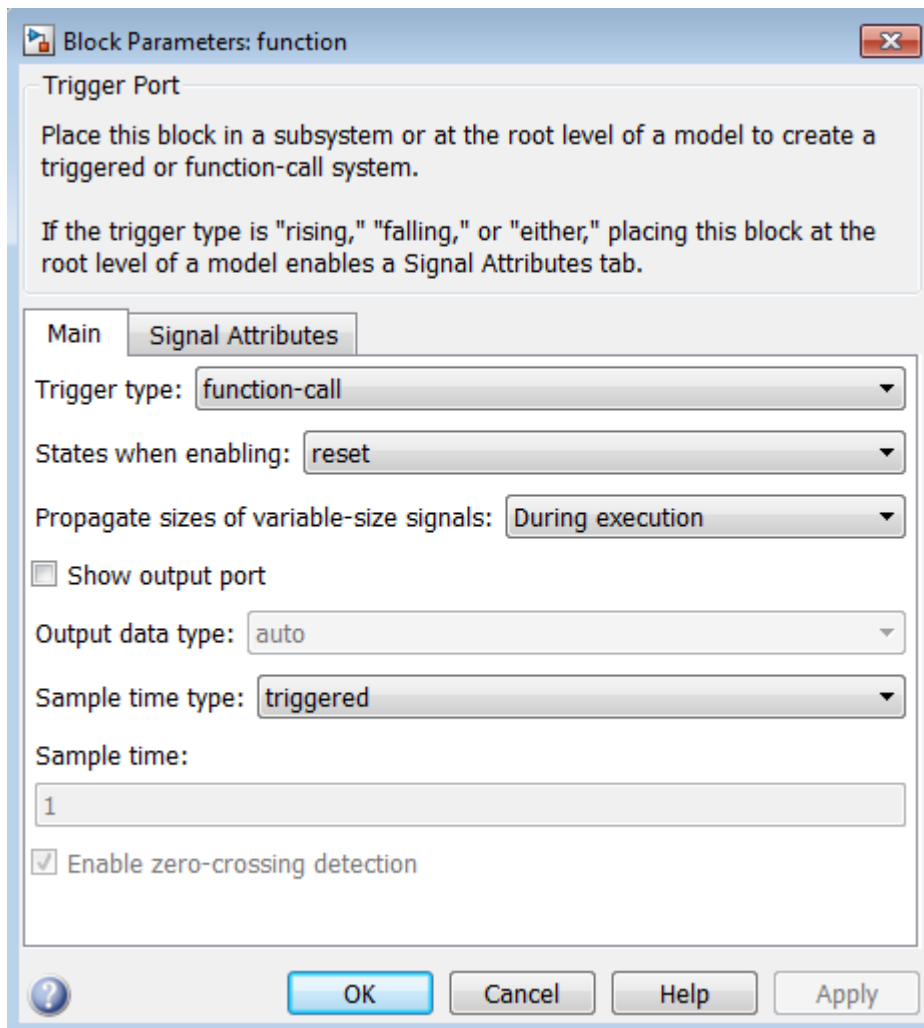 Block Parameters: function
Trigger Port
Place this block in a subsystem or at the root level of a model to create a
triggered or function-call system.
If the trigger type is "rising," "falling," or "either," placing this block at the
root level of a model enables a Signal Attributes tab.
Main Signal Attributes
Trigger type: function-call
States when enabling: reset
Propagate sizes of variable-size signals: During execution
Show output port
Output data type: auto
Sample time type: triggered
Sample time:
1
Enable zero-crossing detection
? OK Cancel Help Apply